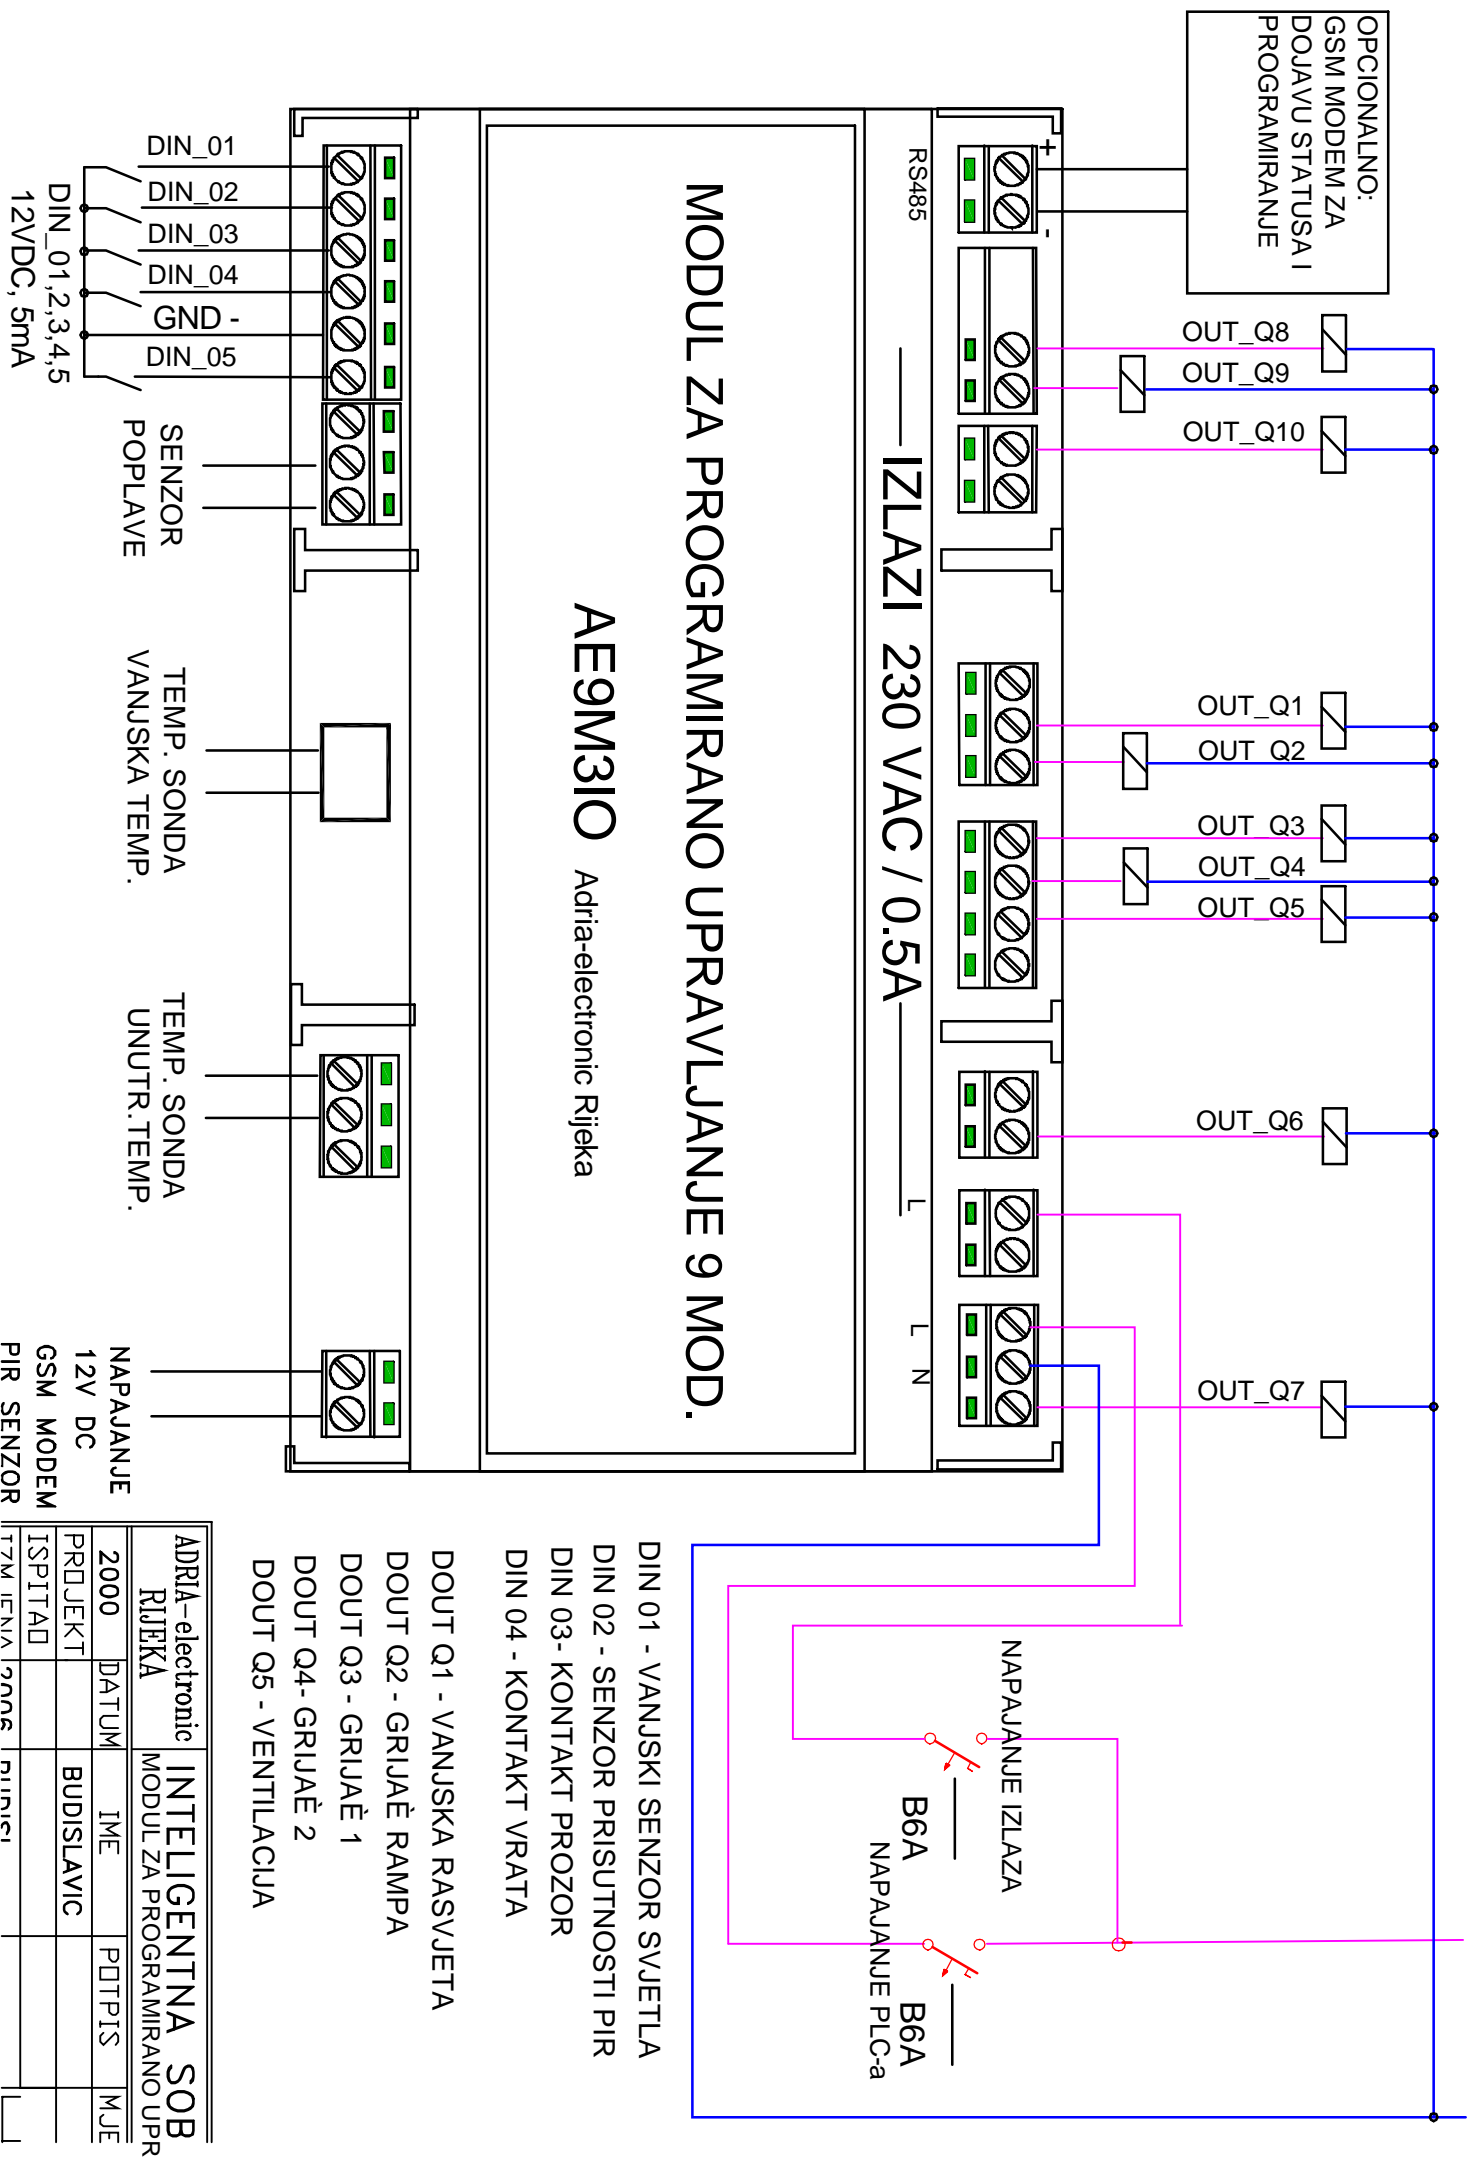 OPCIONALNO:
GSM MODEM ZA
DOJAVU STATUSA I
PROGRAMIRANJE
+
-
RS485
OUT_Q8
OUT_Q9
OUT_Q10
OUT_Q1
OUT_Q2
OUT_Q3
OUT_Q4
OUT_Q5
OUT_Q6
OUT_Q7
IZLAZI 230 VAC / 0.5A
L
L
N
MODUL ZA PROGRAMIRANO UPRAVLJANJE 9 MOD.
AE9M3IO Adria-electronic Rijeka
DIN_01
DIN_02
DIN_03
DIN_04
GND -
DIN_05
DIN_01,2,3,4,5
12VDC, 5mA
SENZOR
POPLAVE
TEMP. SONDA
VANJSKA TEMP.
TEMP. SONDA
UNUTR.TEMP.
NAPAJANJE
12V DC
GSM MODEM
PIR SENZOR
NAPAJANJE IZLAZA
B6A
NAPAJANJE PLC-a
B6A
DIN 01 - VANJSKI SENZOR SVJETLA
DIN 02 - SENZOR PRISUTNOSTI PIR
DIN 03- KONTAKT PROZOR
DIN 04 - KONTAKT VRATA
DOUT Q1 - VANJSKA RASVJETA
DOUT Q2 - GRIJAÈ RAMPA
DOUT Q3 - GRIJAÈ 1
DOUT Q4- GRIJAÈ 2
DOUT Q5 - VENTILACIJA
ADRIA-electronic
RIJEKA
INTELIGENTNA SOB
MODUL ZA PROGRAMIRANO UPR
2000 DATUM IME POTPIS MJE
PROJEKT BUDISLAVIC
ISPITAO
2006